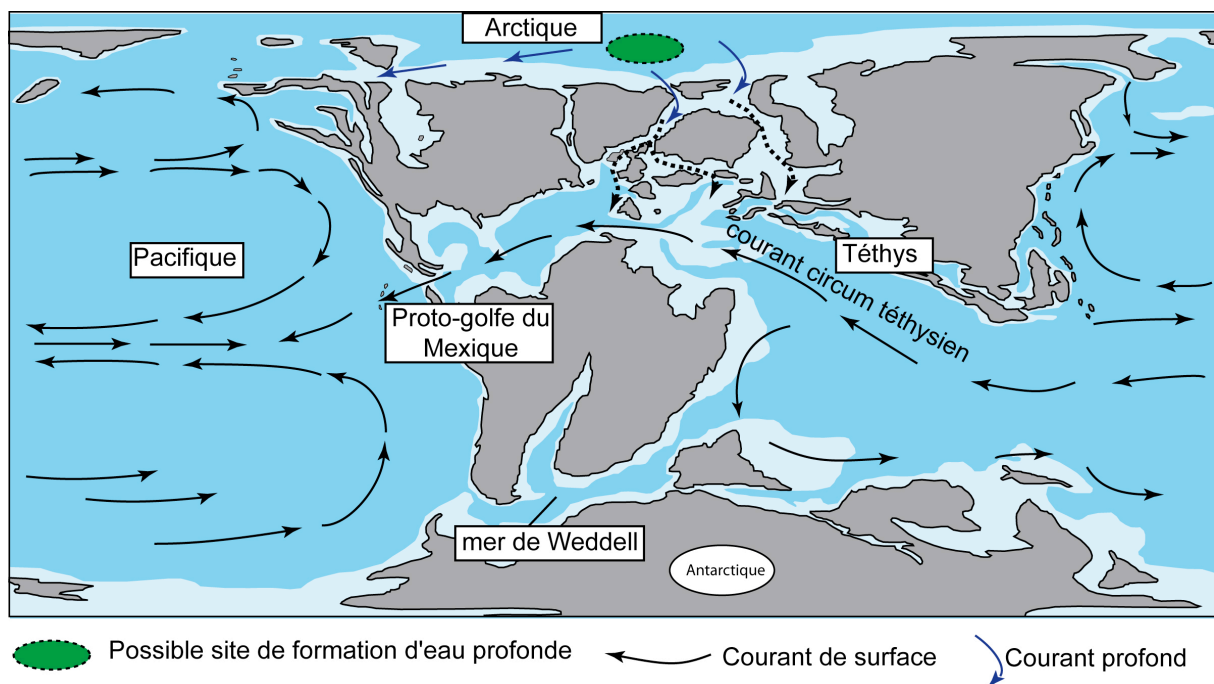 Arctique
Pacifique
Téthys
courant circum téthysien
Proto-golfe du
Mexique
mer de Weddell
Antarctique
Possible site de formation d'eau profonde
Courant de surface
Courant profond